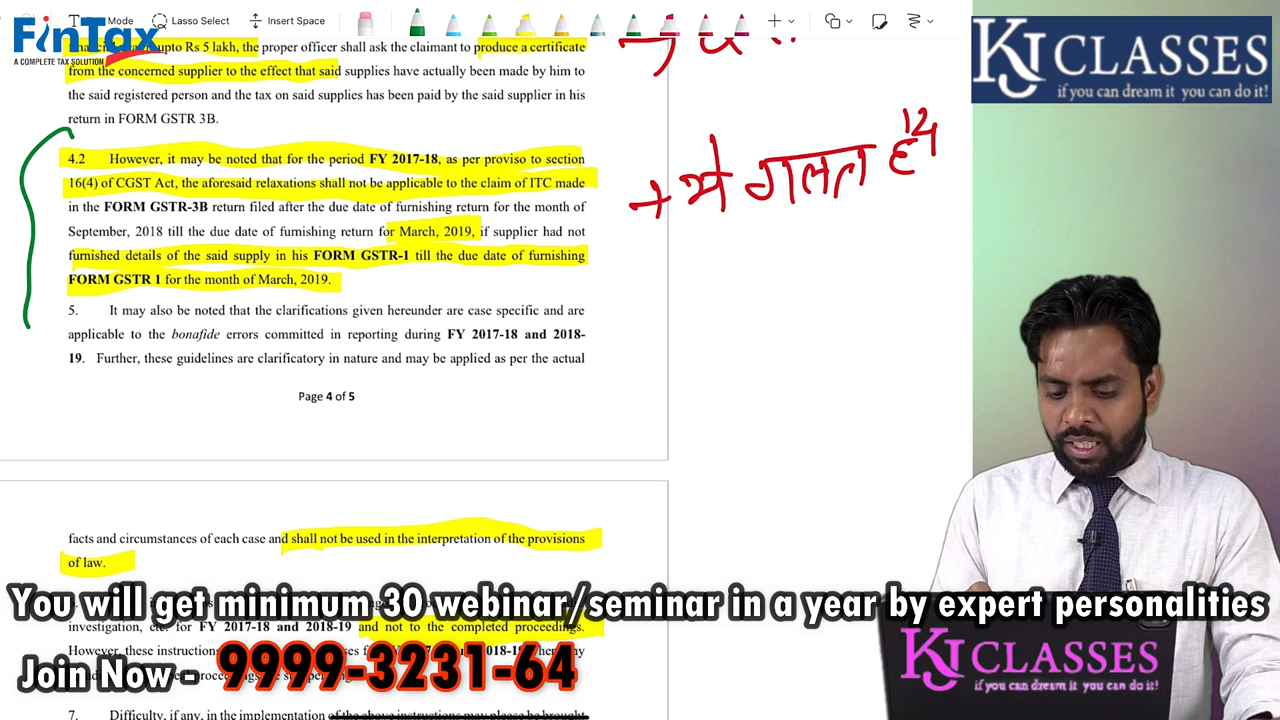 Mode
Lasso Select
Insert Space
FinTax
A COMPLETE TAX SOLUTION
upto Rs 5 lakh, the proper officer shall ask the claimant to produce a certificate
from the concerned supplier to the effect that said supplies have actually been made by him to
the said registered person and the tax on said supplies has been paid by the said supplier in his
return in FORM GSTR 3B.
4.2 However, it may be noted that for the period FY 2017-18, as per proviso to section
16(4) of CGST Act, the aforesaid relaxations shall not be applicable to the claim of ITC made
in the FORM GSTR-3B return filed after the due date of furnishing return for the month of
September, 2018 till the due date of furnishing return for March, 2019, if supplier had not
furnished details of the said supply in his FORM GSTR-1 till the due date of furnishing
FORM GSTR 1 for the month of March, 2019.
5. It may also be noted that the clarifications given hereunder are case specific and are
applicable to the bonafide errors committed in reporting during FY 2017-18 and 2018-
19. Further, these guidelines are clarificatory in nature and may be applied as per the actual
Page 4 of 5
facts and circumstances of each case and shall not be used in the interpretation of the provisions
of law.
investigation, etc. for FY 2017-18 and 2018-19 and not to the completed proceedings.
However, these instructions
7. Difficulty, if any, in the implementation of the above instructions may please be brought
ये गलत है
KJ CLASSES
if you can dream it you can do it!
You will get minimum 30 webinar/seminar in a year by expert personalities
Join Now - 9999-3231-64
KJ CLASSES
if you can dream it you can do it!